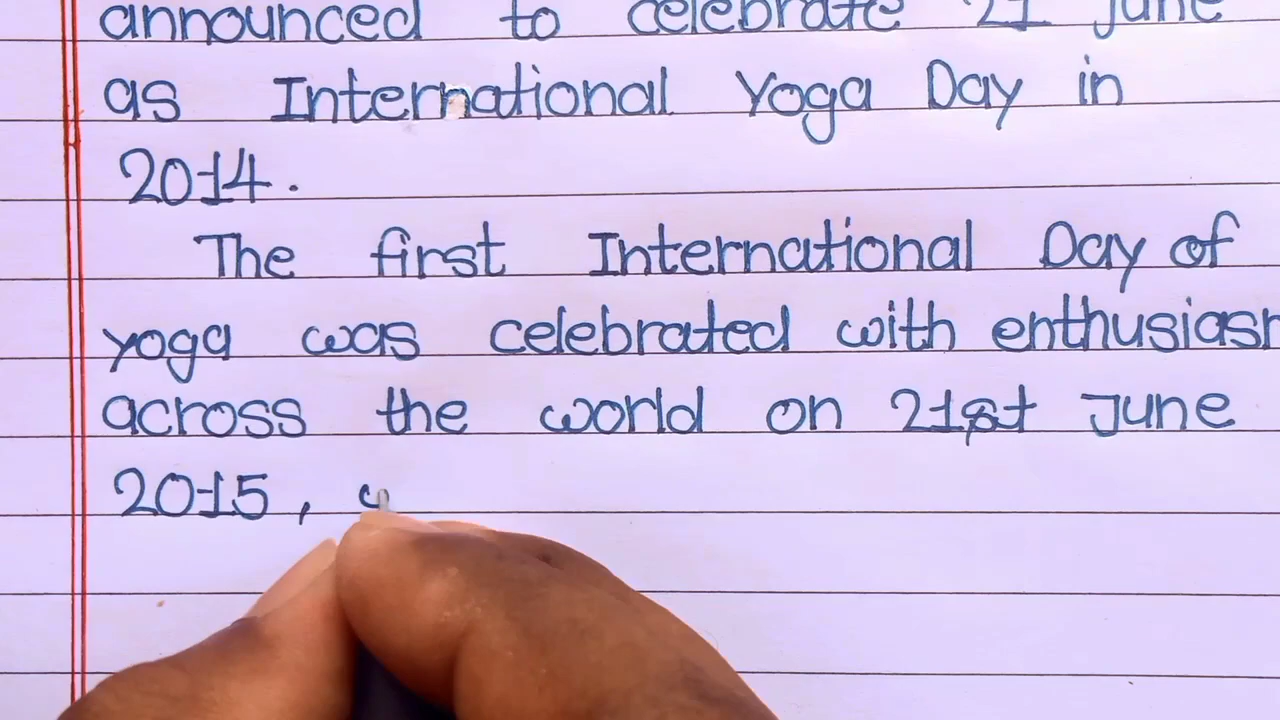 announced to celebrate 21 June
as International Yoga Day in
2014.
The first International Day of
yoga was celebrated with enthusiasm
across the world on 21st June
2015,